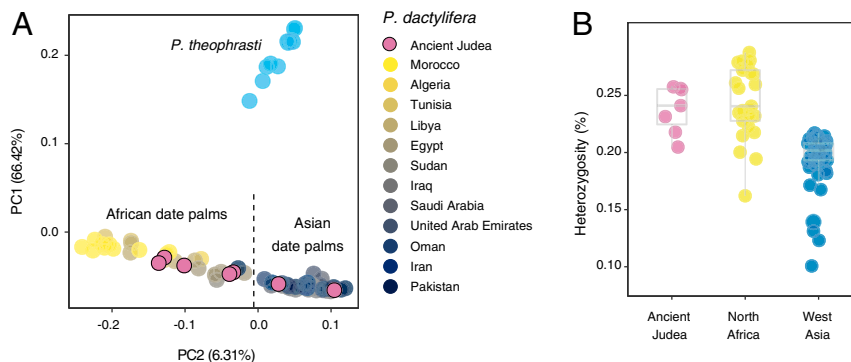 A
PC1 (66.42%)
0.2
0.1
0.0
P. theophrasti
African date palms
Asian
date palms
-0.2
-0.1
0.0
0.1
PC2 (6.31%)
P. dactylifera
Ancient Judea
Morocco
Algeria
Tunisia
Libya
Egypt
Sudan
Iraq
Saudi Arabia
United Arab Emirates
Oman
Iran
Pakistan
B
Heterozygosity (%)
0.25
0.20
0.15
0.10
Ancient
Judea
North
Africa
West
Asia